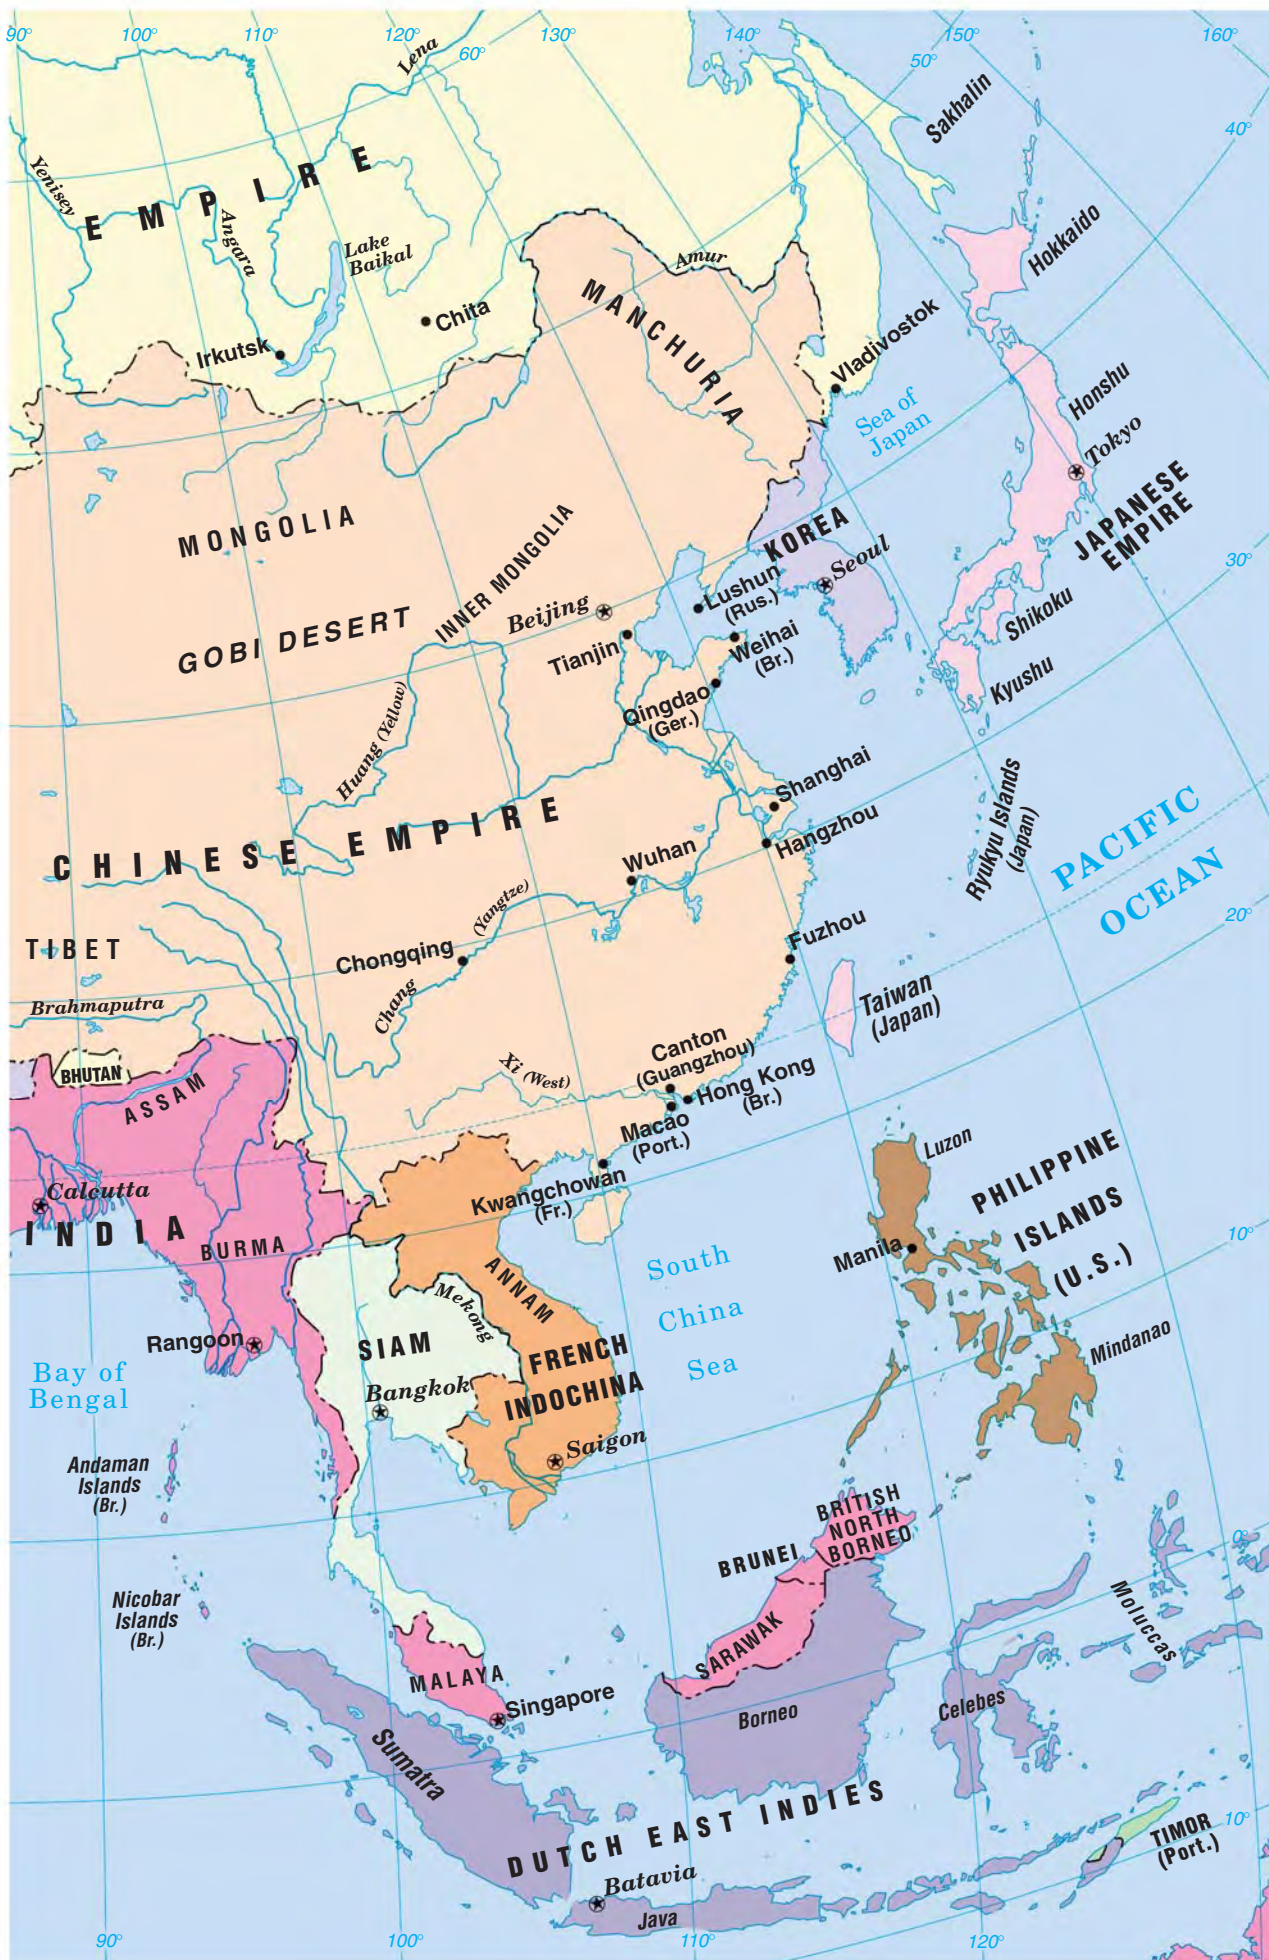 90°
100°
110°
120°
60°
130°
140°
50°
150°
160°
Lena
Sakhalin
40°
Yenisey
EMPIRE
Angara
Lake
Baikal
Hokkaido
Amur
MANCHURIA
Chita
Irkutsk
Vladivostok
Sea of
Japan
Honshu
Tokyo
JAPANESE
EMPIRE
MONGOLIA
INNER MONGOLIA
KOREA
Seoul
30°
GOBI DESERT
Beijing
Lushun
(Rus.)
Tianjin
Weihai
(Br.)
Shikoku
Kyushu
Qingdao
(Ger.)
Huang (Yellow)
Shanghai
Ryukyu Islands
(Japan)
PACIFIC
OCEAN
CHINESE EMPIRE
Hangzhou
Wuhan
(Yangtze)
20°
TIBET
Chongqing
Fuzhou
Chang
Brahmaputra
Taiwan
(Japan)
BHUTAN
ASSAM
Xi (West)
Canton
(Guangzhou)
Hong Kong
(Br.)
Macao
(Port.)
Luzon
PHILIPPINE
ISLANDS
(U.S.)
Calcutta
Kwangchowan
(Fr.)
INDIA
BURMA
South
China
Sea
Manila
10°
ANNAM
Mekong
Rangoon
SIAM
FRENCH
INDOCHINA
Mindanao
Bay of
Bengal
Bangkok
Saigon
Andaman
Islands
(Br.)
BRITISH
NORTH
BORNEO
0°
BRUNEI
Nicobar
Islands
(Br.)
Moluccas
SARAWAK
MALAYA
Singapore
Borneo
Celebes
Sumatra
DUTCH EAST INDIES
10°
TIMOR
(Port.)
Batavia
Java
90°
100°
110°
120°